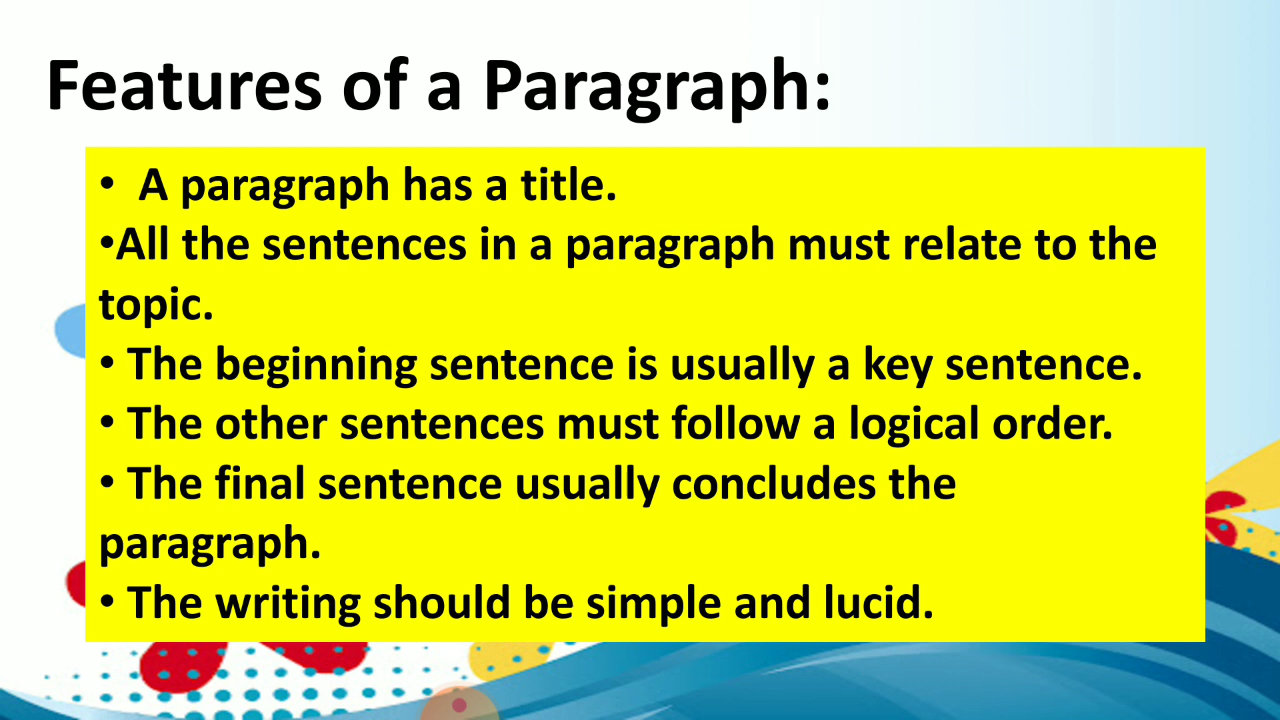 Features of a Paragraph:
•  A paragraph has a title.
•All the sentences in a paragraph must relate to the
topic.
• The beginning sentence is usually a key sentence.
• The other sentences must follow a logical order.
• The final sentence usually concludes the
paragraph.
• The writing should be simple and lucid.